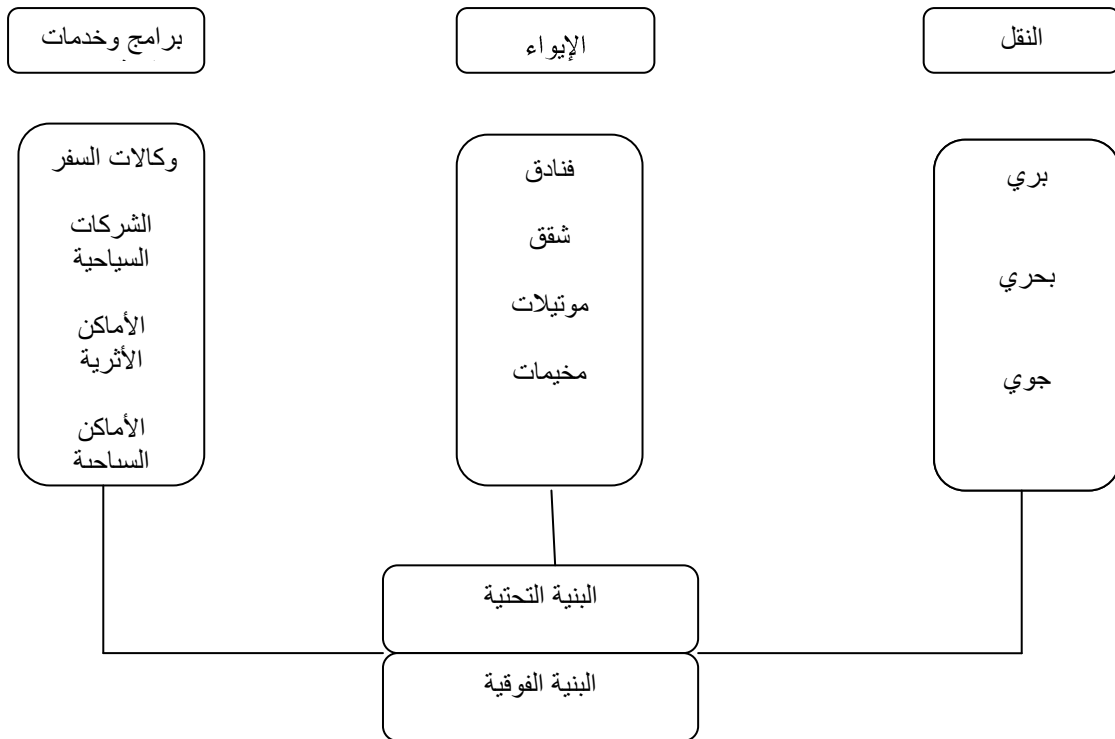 النقل
الإيواء
برامج وخدمات
بري
بحري
جوي
فنادق
شقق
موتيلات
مخيمات
وكالات السفر
الشركات
السياحية
الأماكن
الأثرية
الأماكن
السياحية
البنية التحتية
البنية الفوقية